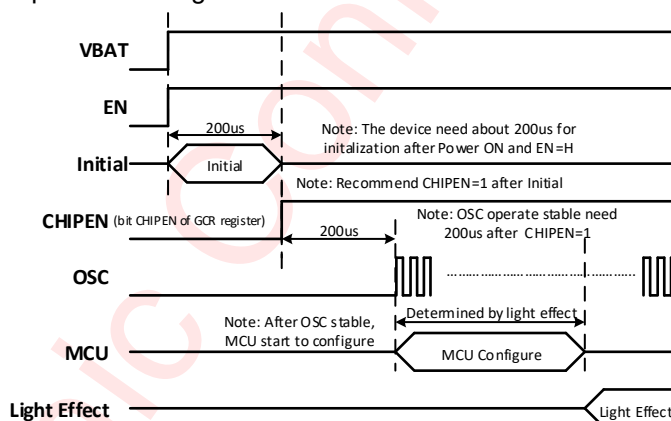 VBAT
EN
200us
Note: The device need about 200us for
initalization after Power ON and EN=H
Initial
Initial
Note: Recommend CHIPEN=1 after Initial
CHIPEN (bit CHIPEN of GCR register)
Note: OSC operate stable need
200us after CHIPEN=1
200us
OSC
Note: After OSC stable,
MCU start to configure
Determined by light effect
MCU
MCU Configure
Light Effect
Light Effect